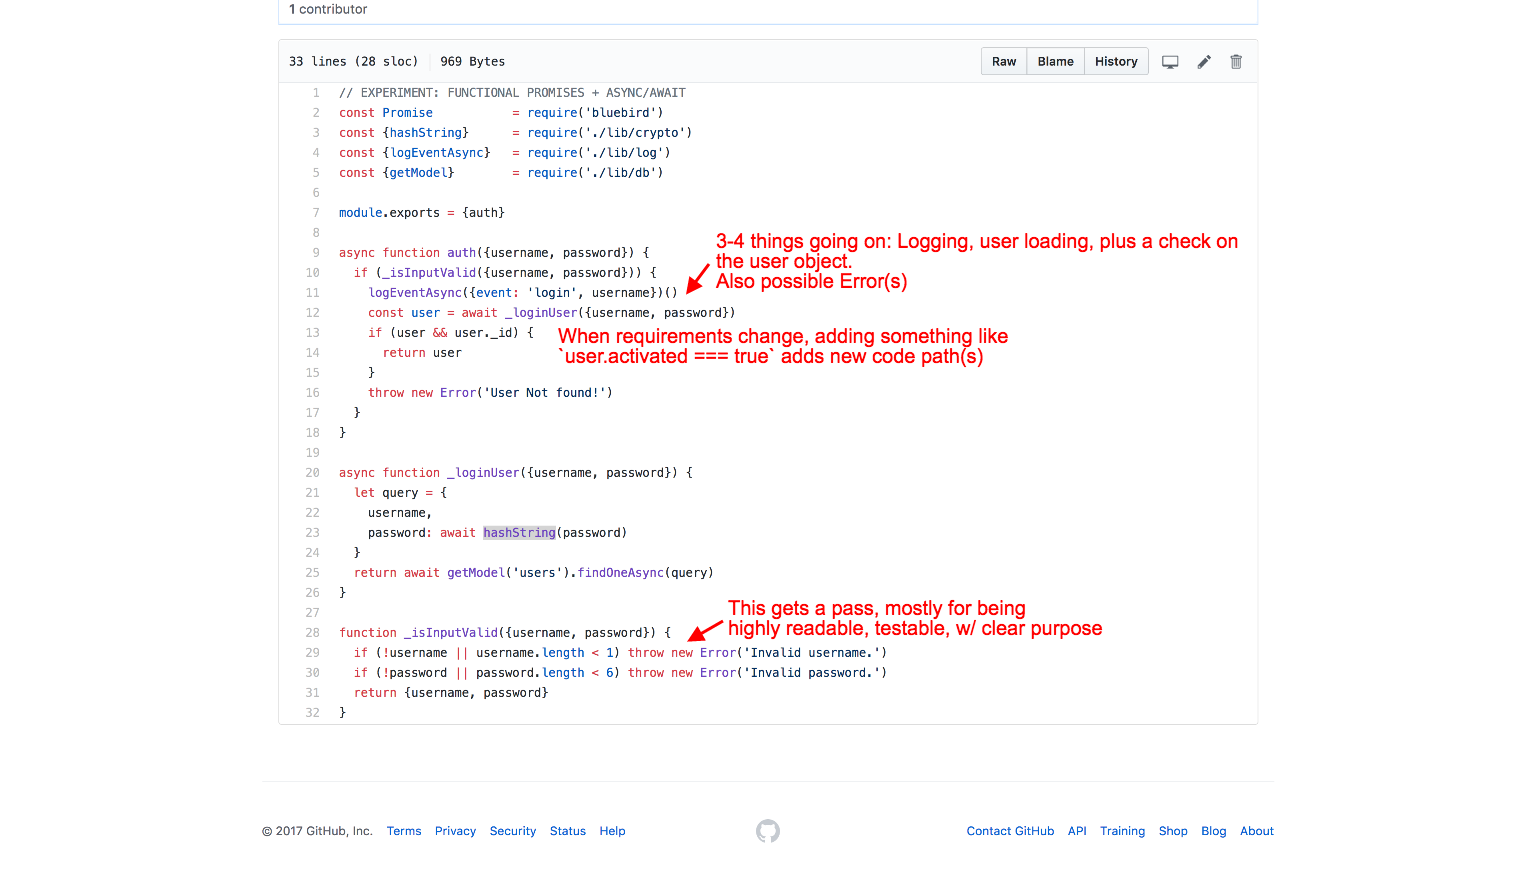 1 contributor
33 lines (28 sloc) 969 Bytes Raw Blame History
1 // EXPERIMENT: FUNCTIONAL PROMISES + ASYNC/AWAIT
2 const Promise           = require('bluebird')
3 const {hashString}      = require('./lib/crypto')
4 const {logEventAsync}   = require('./lib/log')
5 const {getModel}        = require('./lib/db')
6
7 module.exports = {auth}
8
9 async function auth({username, password}) {
10   if (_isInputValid({username, password})) {
11     logEventAsync({event: 'login', username})()
12     const user = await _loginUser({username, password})
13     if (user && user._id) {
14       return user
15     }
16     throw new Error('User Not found!')
17   }
18 }
19
20 async function _loginUser({username, password}) {
21   let query = {
22     username,
23     password: await hashString(password)
24   }
25   return await getModel('users').findOneAsync(query)
26 }
27
28 function _isInputValid({username, password}) {
29   if (!username || username.length < 1) throw new Error('Invalid username.')
30   if (!password || password.length < 6) throw new Error('Invalid password.')
31   return {username, password}
32 }
3-4 things going on: Logging, user loading, plus a check on
the user object.
Also possible Error(s)
When requirements change, adding something like
`user.activated === true` adds new code path(s)
This gets a pass, mostly for being
highly readable, testable, w/ clear purpose
© 2017 GitHub, Inc. Terms Privacy Security Status Help Contact GitHub API Training Shop Blog About